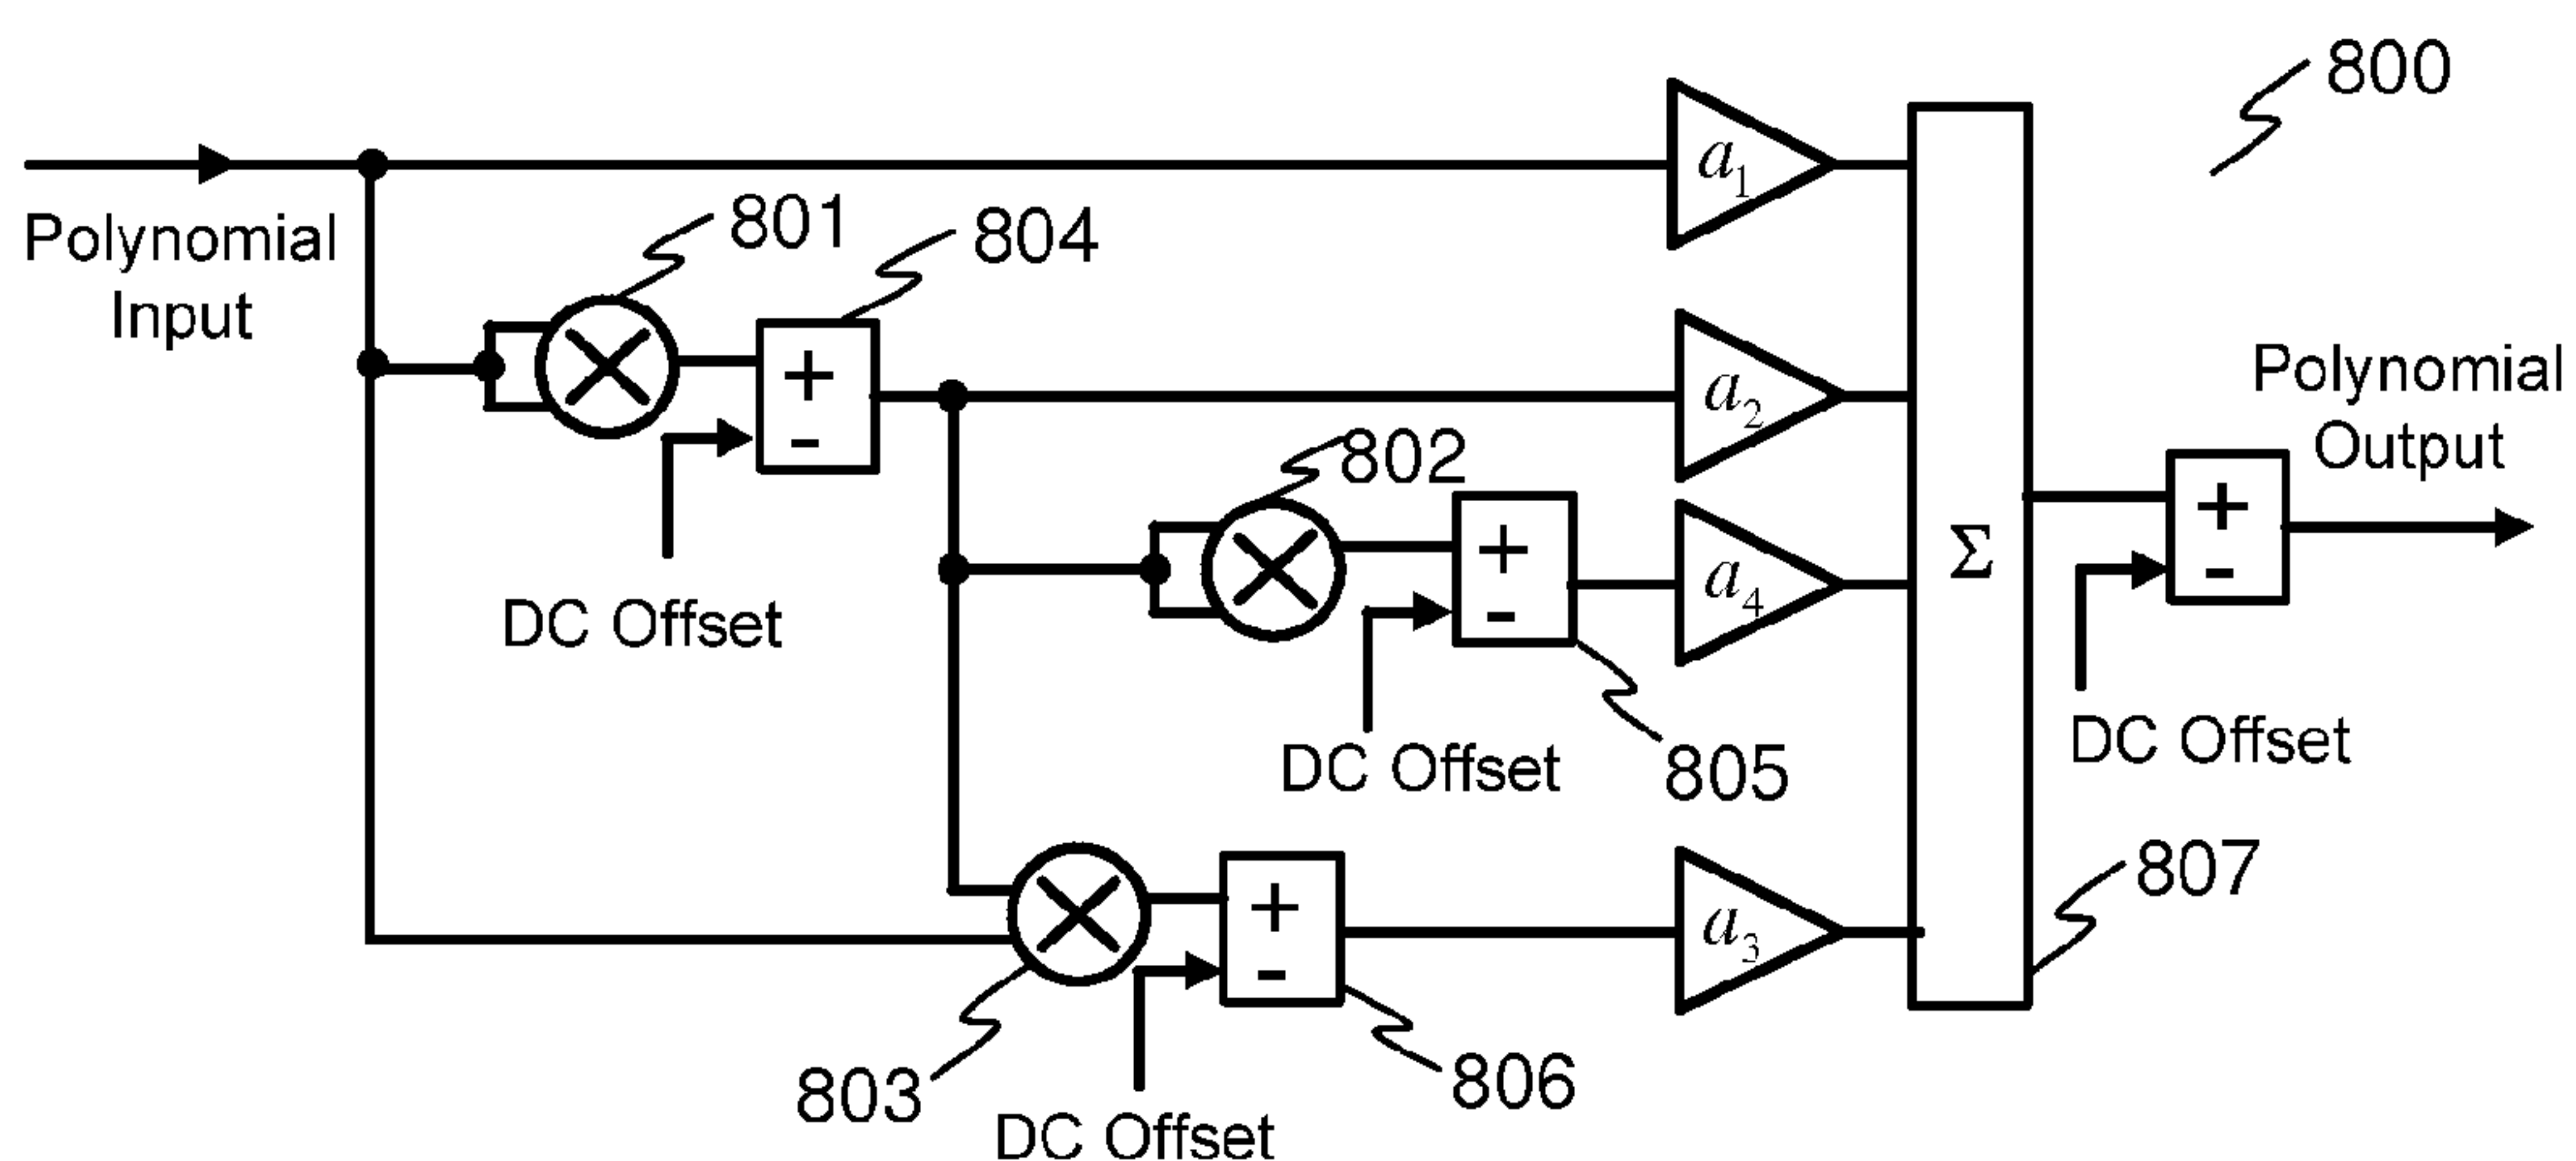 800
a₁
801
804
Polynomial
Input
+
-
a₂
DC Offset
802
+
-
a₄
Σ
Polynomial
Output
+
-
DC Offset
805
DC Offset
807
803
+
-
a₃
806
DC Offset